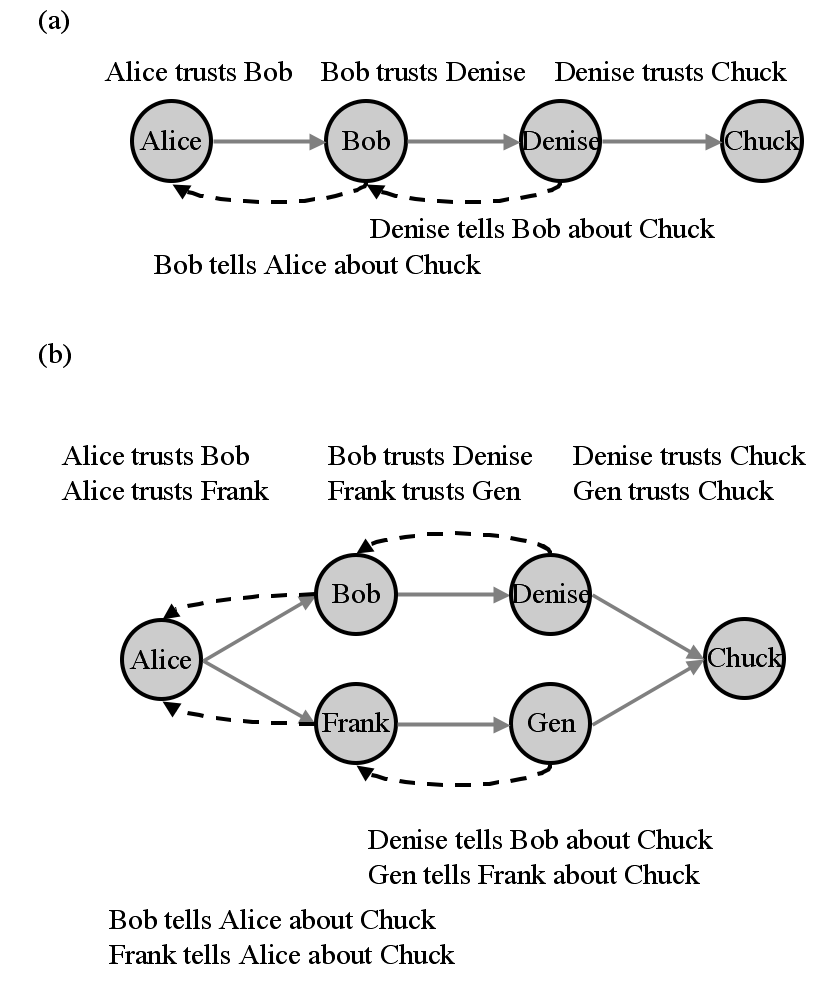 (a)
Alice trusts Bob Bob trusts Denise Denise trusts Chuck
Alice Bob Denise Chuck
Denise tells Bob about Chuck
Bob tells Alice about Chuck
(b)
Alice trusts Bob Bob trusts Denise Denise trusts Chuck
Alice trusts Frank Frank trusts Gen Gen trusts Chuck
Bob Denise
Alice Chuck
Frank Gen
Denise tells Bob about Chuck
Gen tells Frank about Chuck
Bob tells Alice about Chuck
Frank tells Alice about Chuck